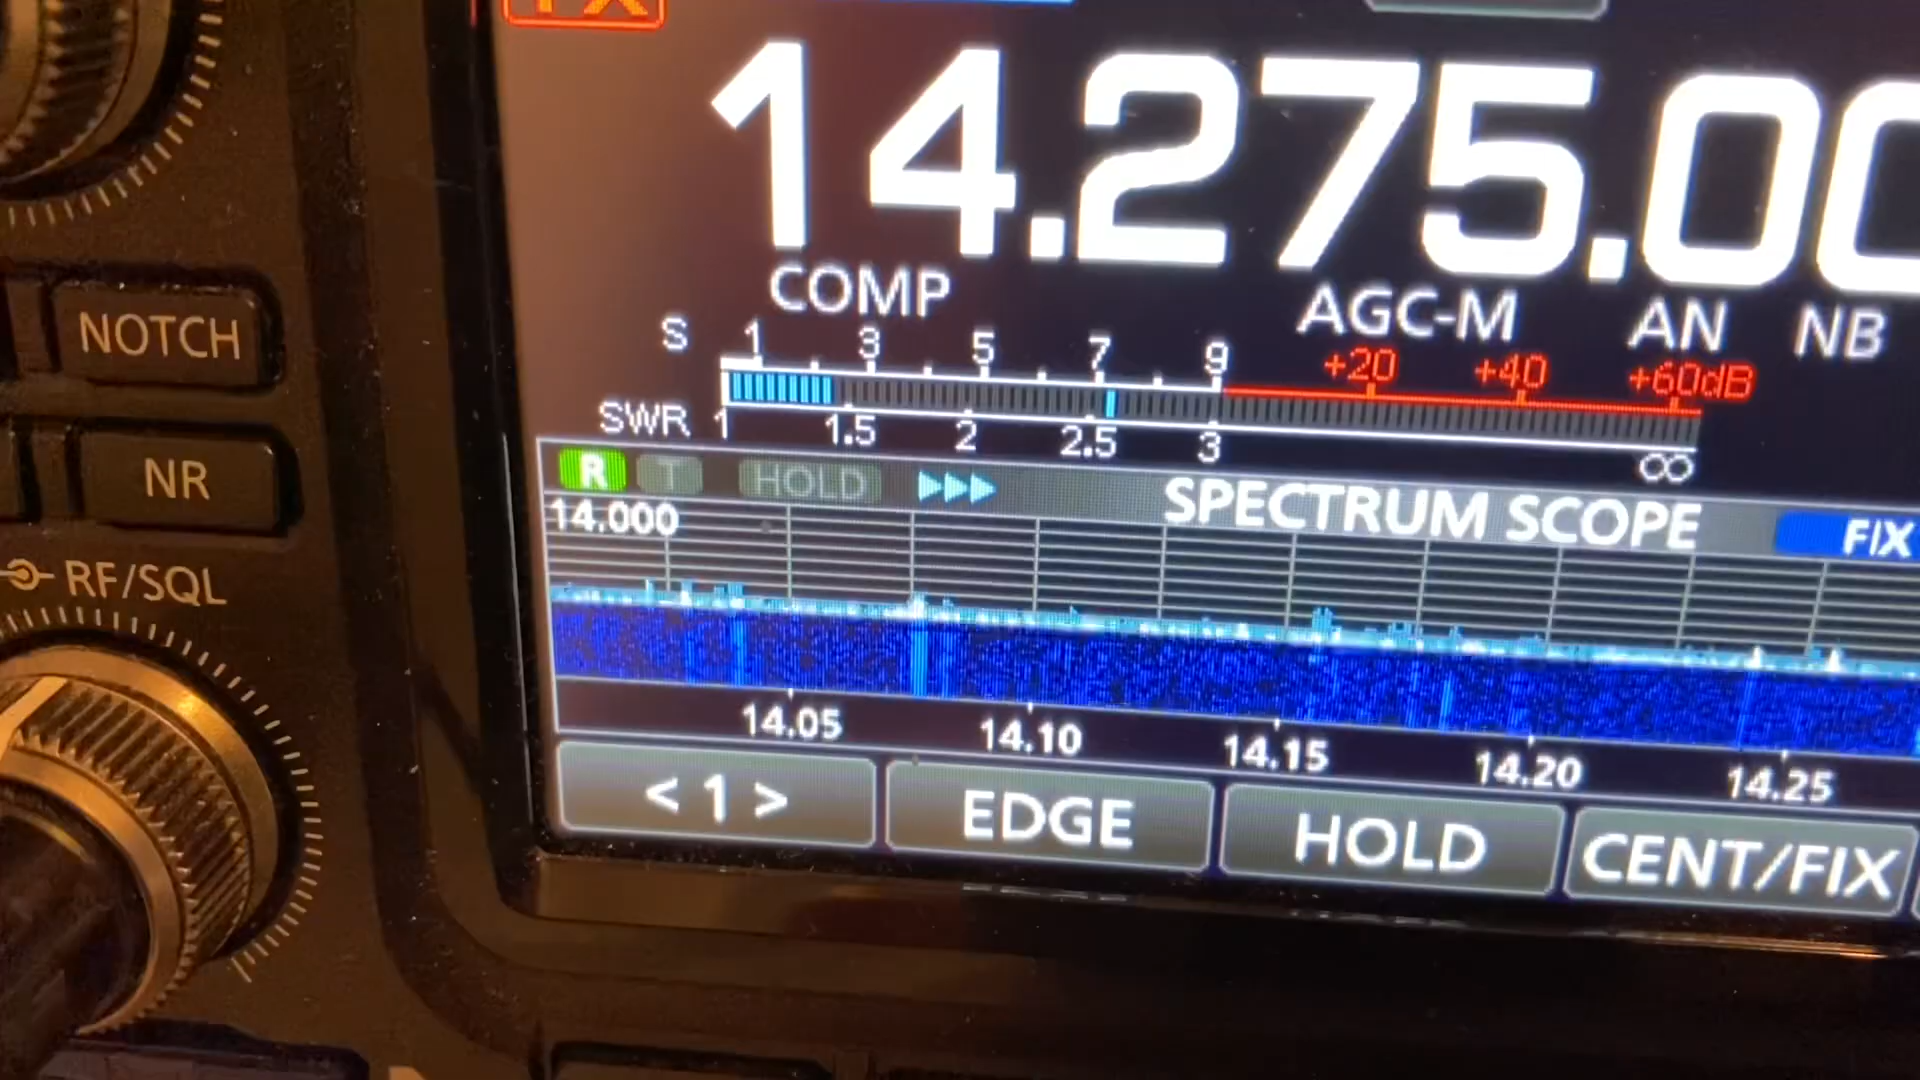 TX
14.275.00
COMP AGC-M AN NB
S 1 3 5 7 9 +20 +40 +60dB
SWR 1 1.5 2 2.5 3 ∞
R T HOLD SPECTRUM SCOPE FIX
14.000
14.05 14.10 14.15 14.20 14.25
< 1 > EDGE HOLD CENT/FIX
NOTCH
NR
RF/SQL